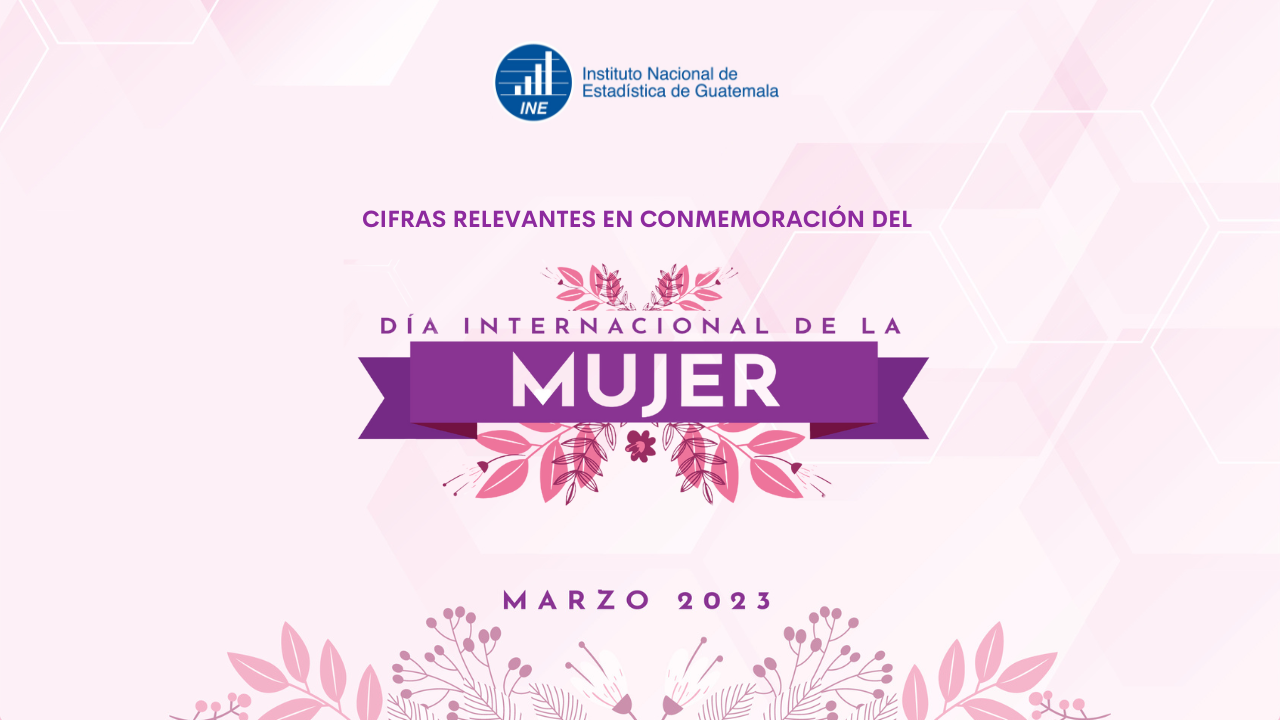 INE
Instituto Nacional de
Estadística de Guatemala
CIFRAS RELEVANTES EN CONMEMORACIÓN DEL
DÍA INTERNACIONAL DE LA
MUJER
MARZO 2023